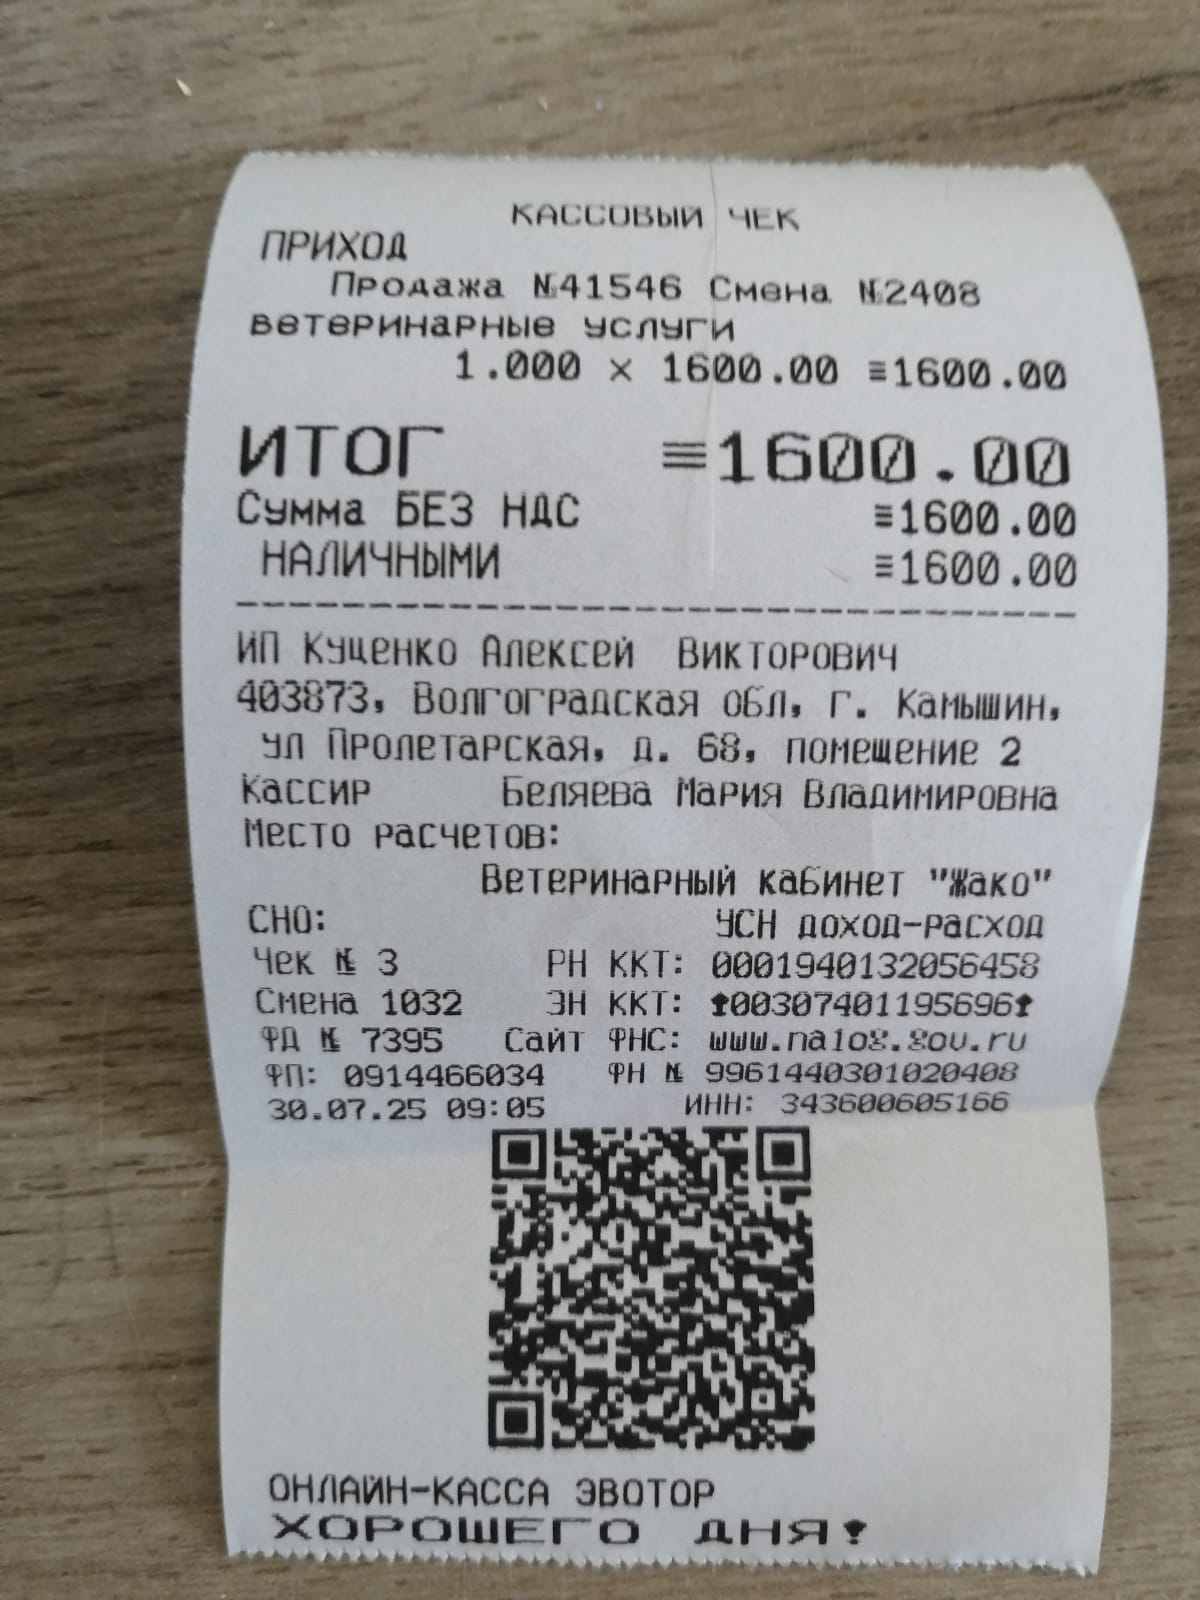 КАССОВЫЙ ЧЕК
ПРИХОД
Продажа №41546 Смена №2408
ветеринарные услуги
1.000 × 1600.00 ≡1600.00
ИТОГ ≡1600.00
Сумма БЕЗ НДС ≡1600.00
НАЛИЧНЫМИ ≡1600.00
ИП Куценко Алексей Викторович
403873, Волгоградская обл, г. Камышин,
ул Пролетарская, д. 68, помещение 2
Кассир Беляева Мария Владимировна
Место расчетов:
Ветеринарный кабинет "Жако"
СНО: УСН доход-расход
Чек № 3 РН ККТ: 0001940132056458
Смена 1032 ЗН ККТ: 00307401195696
ФД № 7395 Сайт ФНС: www.nalog.gov.ru
ФП: 0914466034 ФН № 9961440301020408
30.07.25 09:05 ИНН: 343600605166
ОНЛАЙН-КАССА ЭВОТОР
ХОРОШЕГО ДНЯ!